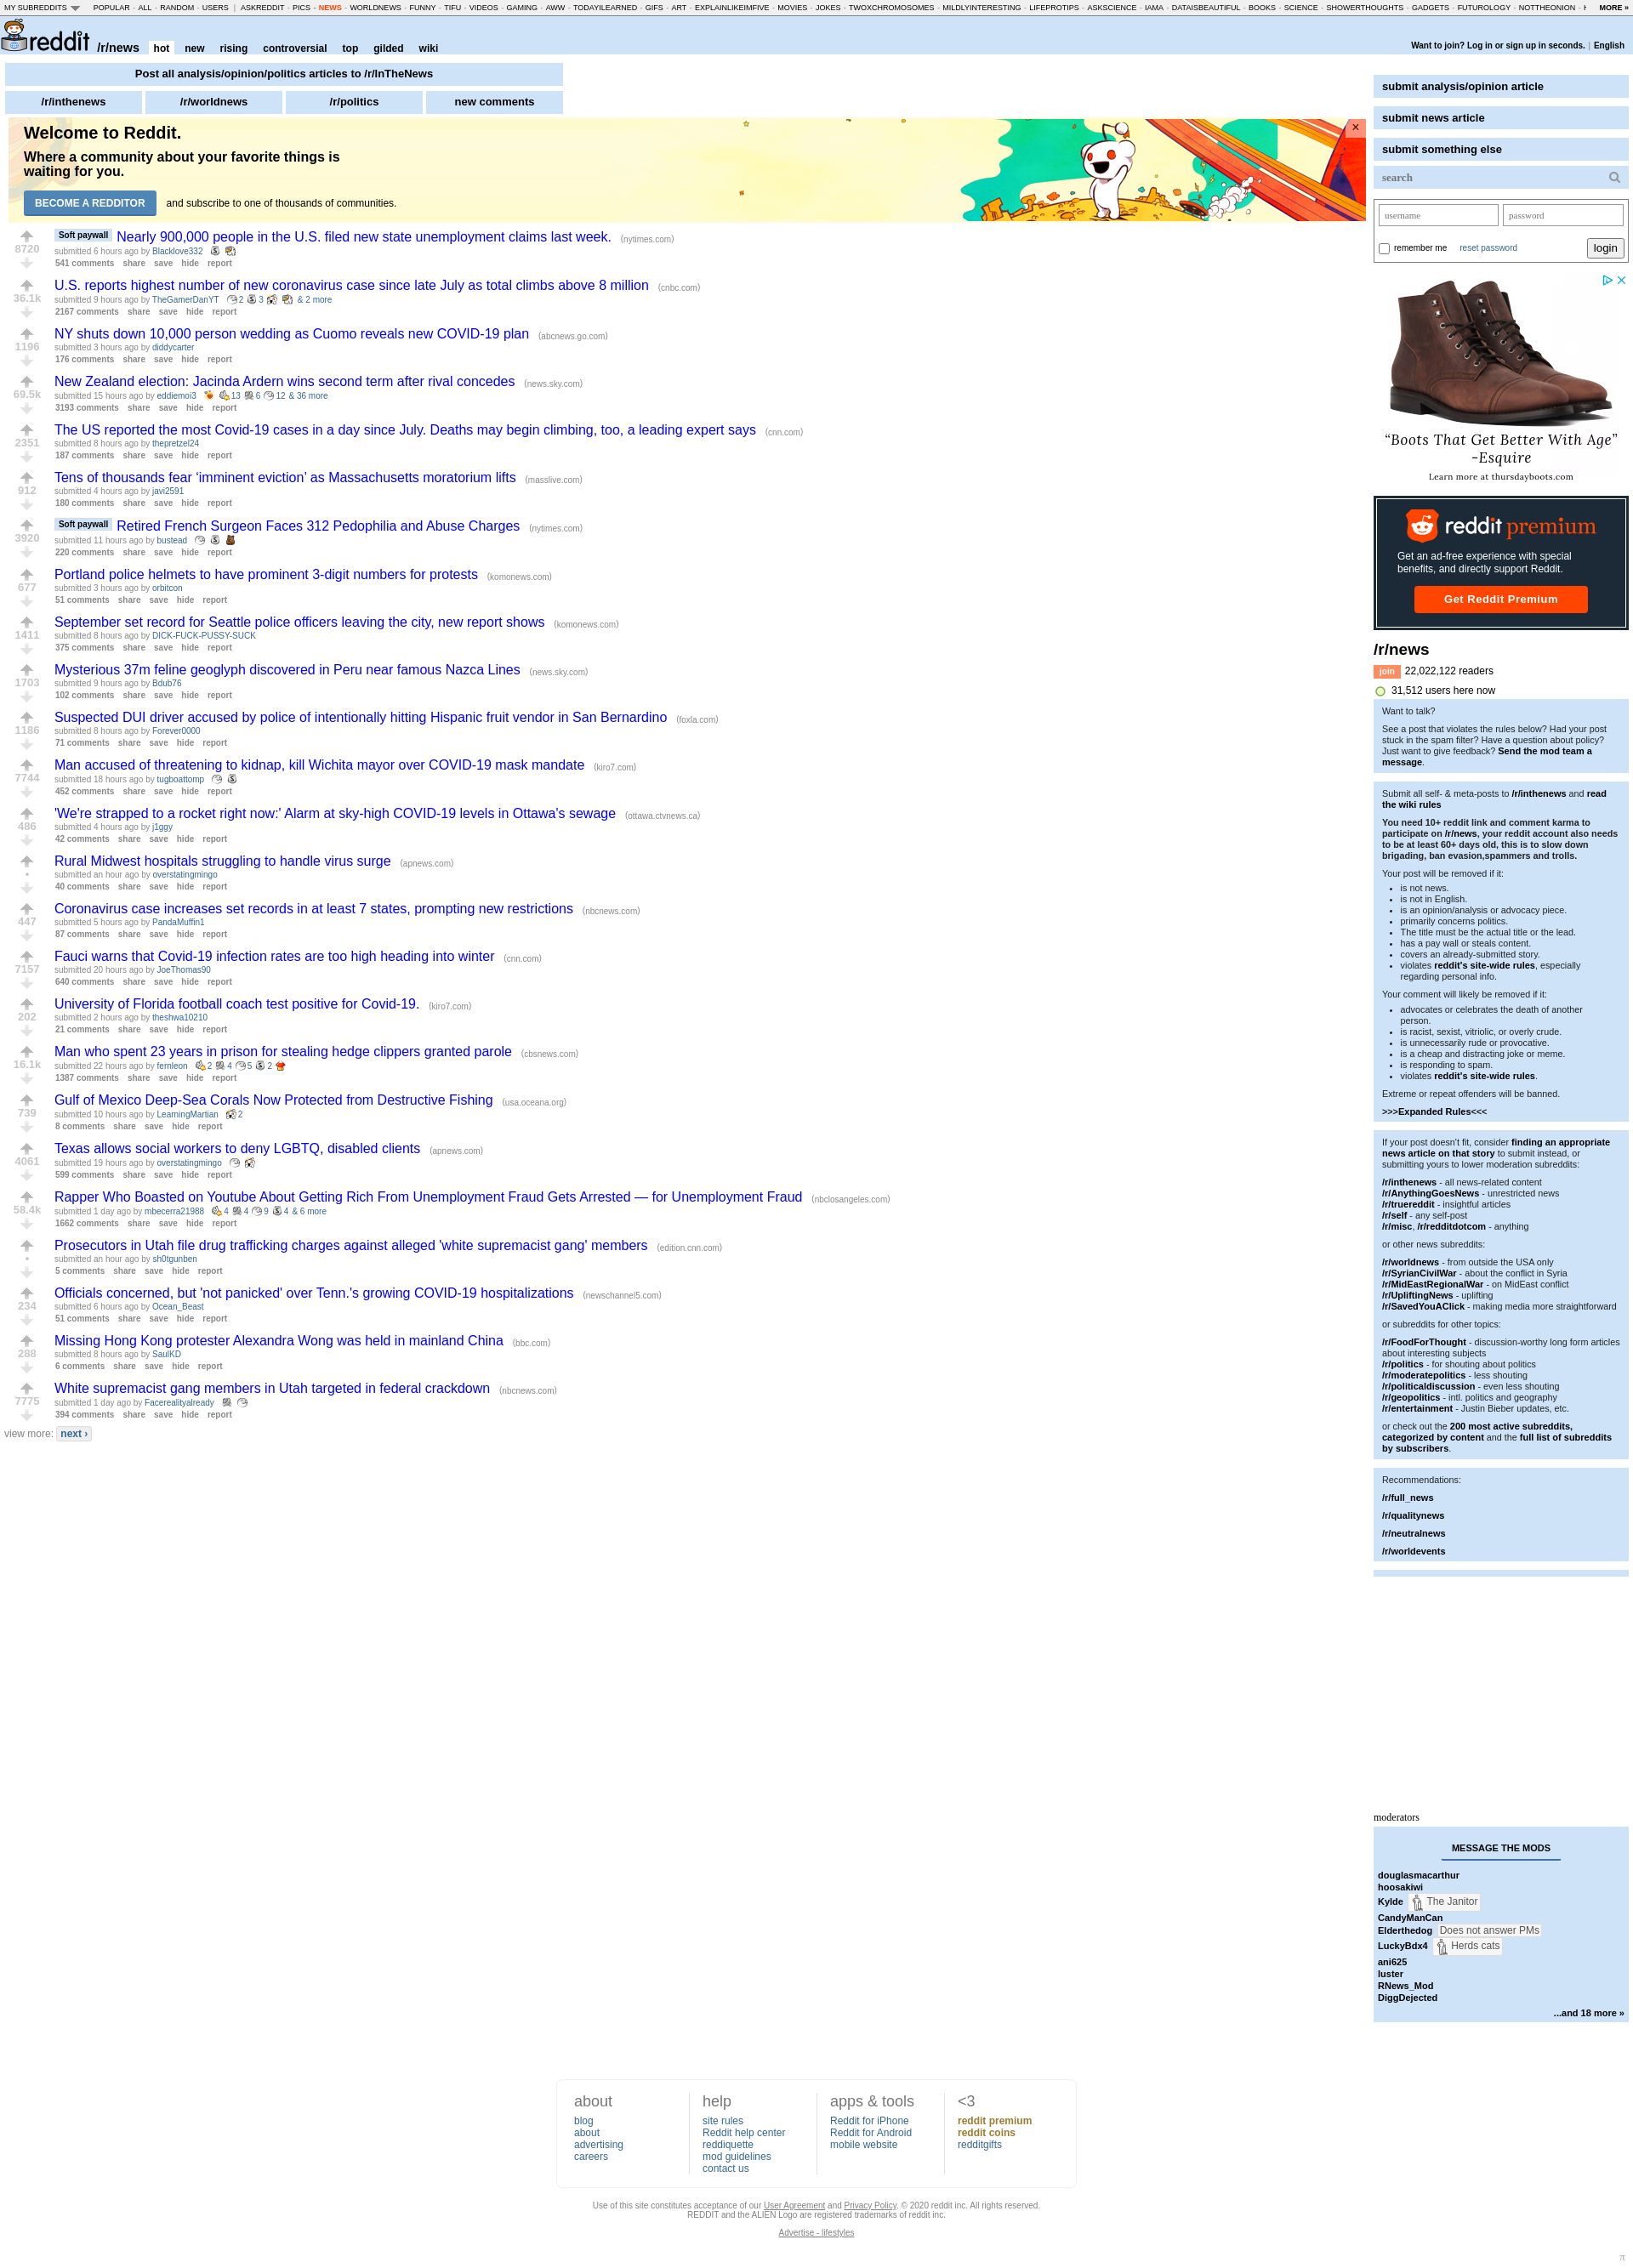 MY SUBREDDITS POPULAR - ALL - RANDOM - USERS | ASKREDDIT - PICS - NEWS - WORLDNEWS - FUNNY - TIFU - VIDEOS - GAMING - AWW - TODAYILEARNED - GIFS - ART - EXPLAINLIKEIMFIVE - MOVIES - JOKES - TWOXCHROMOSOMES - MILDLYINTERESTING - LIFEPROTIPS - ASKSCIENCE - IAMA - DATAISBEAUTIFUL - BOOKS - SCIENCE - SHOWERTHOUGHTS - GADGETS - FUTUROLOGY - NOTTHEONION - MORE »
reddit /r/news hot new rising controversial top gilded wiki
Want to join? Log in or sign up in seconds. | English
Post all analysis/opinion/politics articles to /r/InTheNews
/r/inthenews /r/worldnews /r/politics new comments
Welcome to Reddit.
Where a community about your favorite things is
waiting for you.
BECOME A REDDITOR and subscribe to one of thousands of communities.
×
8720
Soft paywall Nearly 900,000 people in the U.S. filed new state unemployment claims last week. (nytimes.com)
submitted 6 hours ago by Blacklove332
541 comments share save hide report
36.1k
U.S. reports highest number of new coronavirus case since late July as total climbs above 8 million (cnbc.com)
submitted 9 hours ago by TheGamerDanYT 2 3 & 2 more
2167 comments share save hide report
1196
NY shuts down 10,000 person wedding as Cuomo reveals new COVID-19 plan (abcnews.go.com)
submitted 3 hours ago by diddycarter
176 comments share save hide report
69.5k
New Zealand election: Jacinda Ardern wins second term after rival concedes (news.sky.com)
submitted 15 hours ago by eddiemoi3 13 6 12 & 36 more
3193 comments share save hide report
2351
The US reported the most Covid-19 cases in a day since July. Deaths may begin climbing, too, a leading expert says (cnn.com)
submitted 8 hours ago by thepretzel24
187 comments share save hide report
912
Tens of thousands fear ‘imminent eviction’ as Massachusetts moratorium lifts (masslive.com)
submitted 4 hours ago by javi2591
180 comments share save hide report
3920
Soft paywall Retired French Surgeon Faces 312 Pedophilia and Abuse Charges (nytimes.com)
submitted 11 hours ago by bustead
220 comments share save hide report
677
Portland police helmets to have prominent 3-digit numbers for protests (komonews.com)
submitted 3 hours ago by orbitcon
51 comments share save hide report
1411
September set record for Seattle police officers leaving the city, new report shows (komonews.com)
submitted 8 hours ago by DICK-FUCK-PUSSY-SUCK
375 comments share save hide report
1703
Mysterious 37m feline geoglyph discovered in Peru near famous Nazca Lines (news.sky.com)
submitted 9 hours ago by Bdub76
102 comments share save hide report
1186
Suspected DUI driver accused by police of intentionally hitting Hispanic fruit vendor in San Bernardino (foxla.com)
submitted 8 hours ago by Forever0000
71 comments share save hide report
7744
Man accused of threatening to kidnap, kill Wichita mayor over COVID-19 mask mandate (kiro7.com)
submitted 18 hours ago by tugboattomp
452 comments share save hide report
486
'We're strapped to a rocket right now:' Alarm at sky-high COVID-19 levels in Ottawa's sewage (ottawa.ctvnews.ca)
submitted 4 hours ago by j1ggy
42 comments share save hide report
•
Rural Midwest hospitals struggling to handle virus surge (apnews.com)
submitted an hour ago by overstatingmingo
40 comments share save hide report
447
Coronavirus case increases set records in at least 7 states, prompting new restrictions (nbcnews.com)
submitted 5 hours ago by PandaMuffin1
87 comments share save hide report
7157
Fauci warns that Covid-19 infection rates are too high heading into winter (cnn.com)
submitted 20 hours ago by JoeThomas90
640 comments share save hide report
202
University of Florida football coach test positive for Covid-19. (kiro7.com)
submitted 2 hours ago by theshwa10210
21 comments share save hide report
16.1k
Man who spent 23 years in prison for stealing hedge clippers granted parole (cbsnews.com)
submitted 22 hours ago by fernleon 2 4 5 2
1387 comments share save hide report
739
Gulf of Mexico Deep-Sea Corals Now Protected from Destructive Fishing (usa.oceana.org)
submitted 10 hours ago by LearningMartian 2
8 comments share save hide report
4061
Texas allows social workers to deny LGBTQ, disabled clients (apnews.com)
submitted 19 hours ago by overstatingmingo
599 comments share save hide report
58.4k
Rapper Who Boasted on Youtube About Getting Rich From Unemployment Fraud Gets Arrested — for Unemployment Fraud (nbclosangeles.com)
submitted 1 day ago by mbecerra21988 4 4 9 4 & 6 more
1662 comments share save hide report
•
Prosecutors in Utah file drug trafficking charges against alleged 'white supremacist gang' members (edition.cnn.com)
submitted an hour ago by sh0tgunben
5 comments share save hide report
234
Officials concerned, but 'not panicked' over Tenn.'s growing COVID-19 hospitalizations (newschannel5.com)
submitted 6 hours ago by Ocean_Beast
51 comments share save hide report
288
Missing Hong Kong protester Alexandra Wong was held in mainland China (bbc.com)
submitted 8 hours ago by SaulKD
6 comments share save hide report
7775
White supremacist gang members in Utah targeted in federal crackdown (nbcnews.com)
submitted 1 day ago by Facerealityalready
394 comments share save hide report
view more: next ›
submit analysis/opinion article
submit news article
submit something else
search
username password
remember me reset password login
“Boots That Get Better With Age”
-Esquire
Learn more at thursdayboots.com
reddit premium
Get an ad-free experience with special
benefits, and directly support Reddit.
Get Reddit Premium
/r/news
join 22,022,122 readers
31,512 users here now
Want to talk?
See a post that violates the rules below? Had your post
stuck in the spam filter? Have a question about policy?
Just want to give feedback? Send the mod team a
message.
Submit all self- & meta-posts to /r/inthenews and read
the wiki rules
You need 10+ reddit link and comment karma to
participate on /r/news, your reddit account also needs
to be at least 60+ days old, this is to slow down
brigading, ban evasion,spammers and trolls.
Your post will be removed if it:
• is not news.
• is not in English.
• is an opinion/analysis or advocacy piece.
• primarily concerns politics.
• The title must be the actual title or the lead.
• has a pay wall or steals content.
• covers an already-submitted story.
• violates reddit's site-wide rules, especially
regarding personal info.
Your comment will likely be removed if it:
• advocates or celebrates the death of another
person.
• is racist, sexist, vitriolic, or overly crude.
• is unnecessarily rude or provocative.
• is a cheap and distracting joke or meme.
• is responding to spam.
• violates reddit's site-wide rules.
Extreme or repeat offenders will be banned.
>>>Expanded Rules<<<
If your post doesn't fit, consider finding an appropriate
news article on that story to submit instead, or
submitting yours to lower moderation subreddits:
/r/inthenews - all news-related content
/r/AnythingGoesNews - unrestricted news
/r/truereddit - insightful articles
/r/self - any self-post
/r/misc, /r/redditdotcom - anything
or other news subreddits:
/r/worldnews - from outside the USA only
/r/SyrianCivilWar - about the conflict in Syria
/r/MidEastRegionalWar - on MidEast conflict
/r/UpliftingNews - uplifting
/r/SavedYouAClick - making media more straightforward
or subreddits for other topics:
/r/FoodForThought - discussion-worthy long form articles
about interesting subjects
/r/politics - for shouting about politics
/r/moderatepolitics - less shouting
/r/politicaldiscussion - even less shouting
/r/geopolitics - intl. politics and geography
/r/entertainment - Justin Bieber updates, etc.
or check out the 200 most active subreddits,
categorized by content and the full list of subreddits
by subscribers.
Recommendations:
/r/full_news
/r/qualitynews
/r/neutralnews
/r/worldevents
moderators
MESSAGE THE MODS
douglasmacarthur
hoosakiwi
Kylde The Janitor
CandyManCan
Elderthedog Does not answer PMs
LuckyBdx4 Herds cats
ani625
luster
RNews_Mod
DiggDejected
...and 18 more »
about
blog
about
advertising
careers
help
site rules
Reddit help center
reddiquette
mod guidelines
contact us
apps & tools
Reddit for iPhone
Reddit for Android
mobile website
<3
reddit premium
reddit coins
redditgifts
Use of this site constitutes acceptance of our User Agreement and Privacy Policy. © 2020 reddit inc. All rights reserved.
REDDIT and the ALIEN Logo are registered trademarks of reddit inc.
Advertise - lifestyles
π